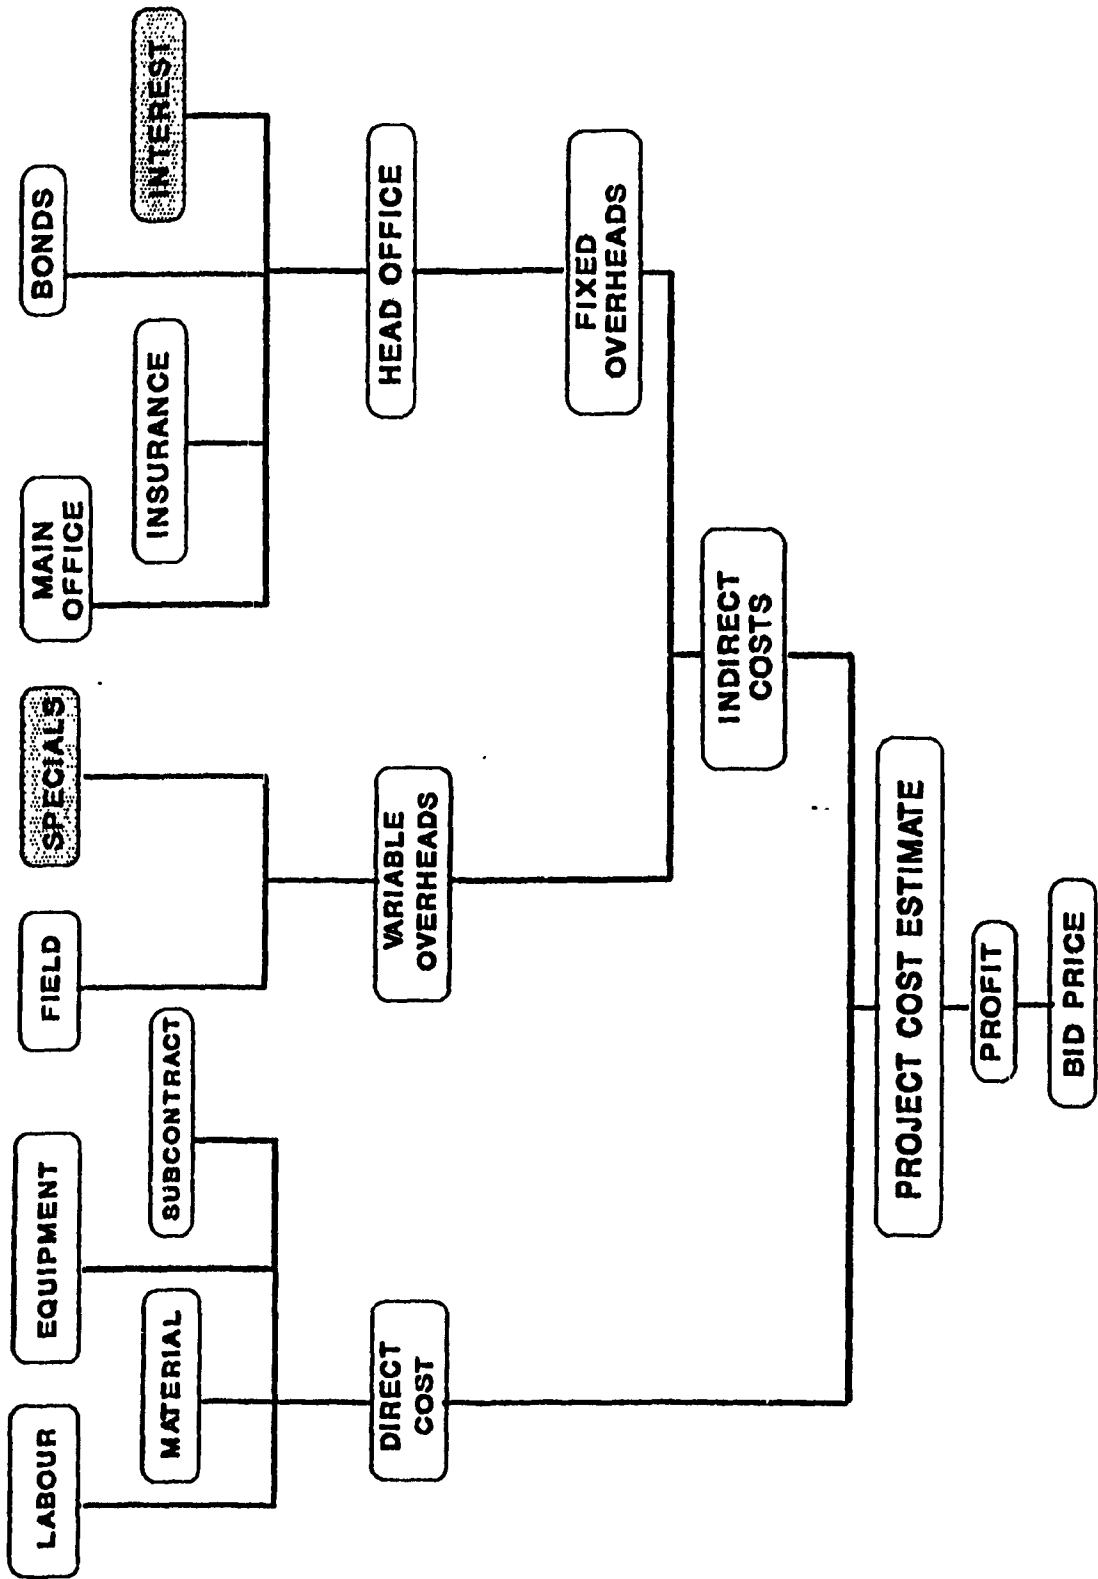 LABOUR
EQUIPMENT
FIELD
SPECIALS
MAIN
OFFICE
BONDS
MATERIAL
SUBCONTRACT
INSURANCE
INTEREST
DIRECT
COST
VARIABLE
OVERHEADS
HEAD OFFICE
FIXED
OVERHEADS
INDIRECT
COSTS
PROJECT COST ESTIMATE
PROFIT
BID PRICE